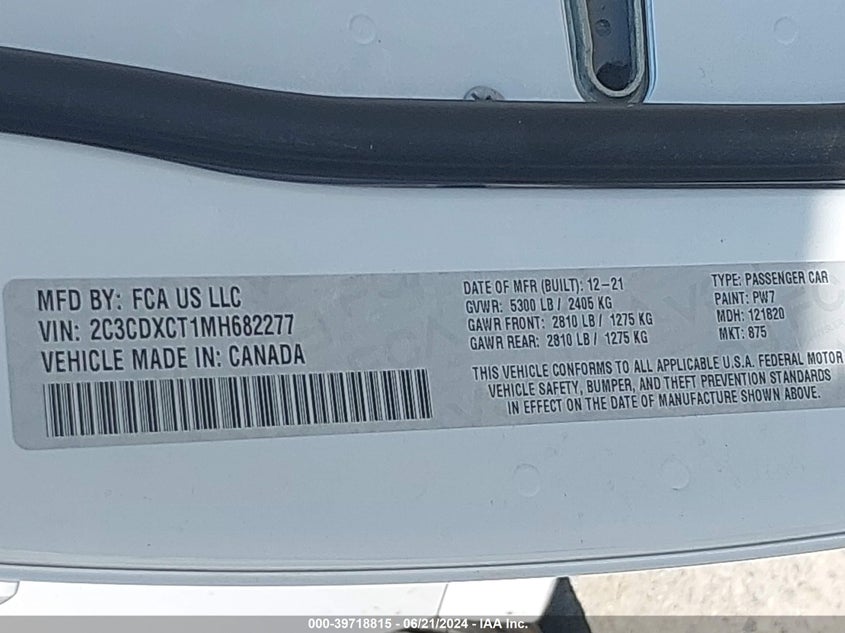 MFD BY: FCA US LLC
VIN: 2C3CDXCT1MH682277
VEHICLE MADE IN: CANADA
DATE OF MFR (BUILT): 12-21
GVWR: 5300 LB / 2405 KG
GAWR FRONT: 2810 LB / 1275 KG
GAWR REAR: 2810 LB / 1275 KG
TYPE: PASSENGER CAR
PAINT: PW7
MDH: 121820
MKT: 875
THIS VEHICLE CONFORMS TO ALL APPLICABLE U.S.A. FEDERAL MOTOR
VEHICLE SAFETY, BUMPER, AND THEFT PREVENTION STANDARDS
IN EFFECT ON THE DATE OF MANUFACTURE SHOWN ABOVE.
000-39718815 - 06/21/2024 - IAA Inc.